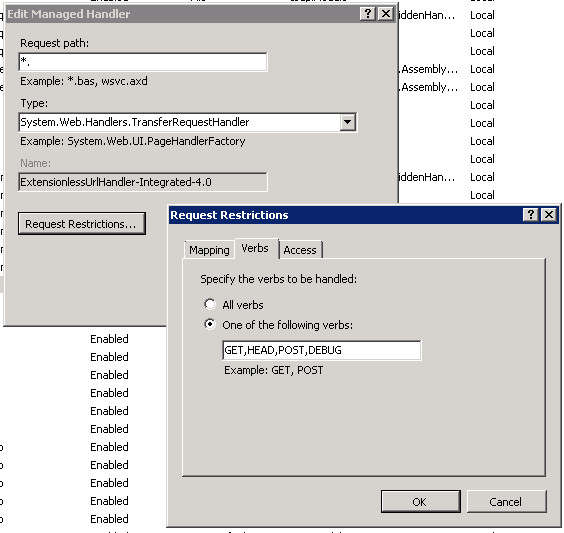 Edit Managed Handler
Request path:
*.
Example: *.bas, wsvc.axd
Type:
System.Web.Handlers.TransferRequestHandler
Example: System.Web.UI.PageHandlerFactory
Name:
ExtensionlessUrlHandler-Integrated-4.0
Request Restrictions...
iddenHan... Local
Local
.Assembly... Local
.Assembly... Local
Local
Local
Local
Local
iddenHan... Local
Local
Request Restrictions
Mapping Verbs Access
Specify the verbs to be handled:
All verbs
One of the following verbs:
GET,HEAD,POST,DEBUG
Example: GET, POST
OK Cancel
Enabled
Enabled
Enabled
Enabled
Enabled
Enabled
Enabled
Enabled
Enabled
Enabled
Enabled